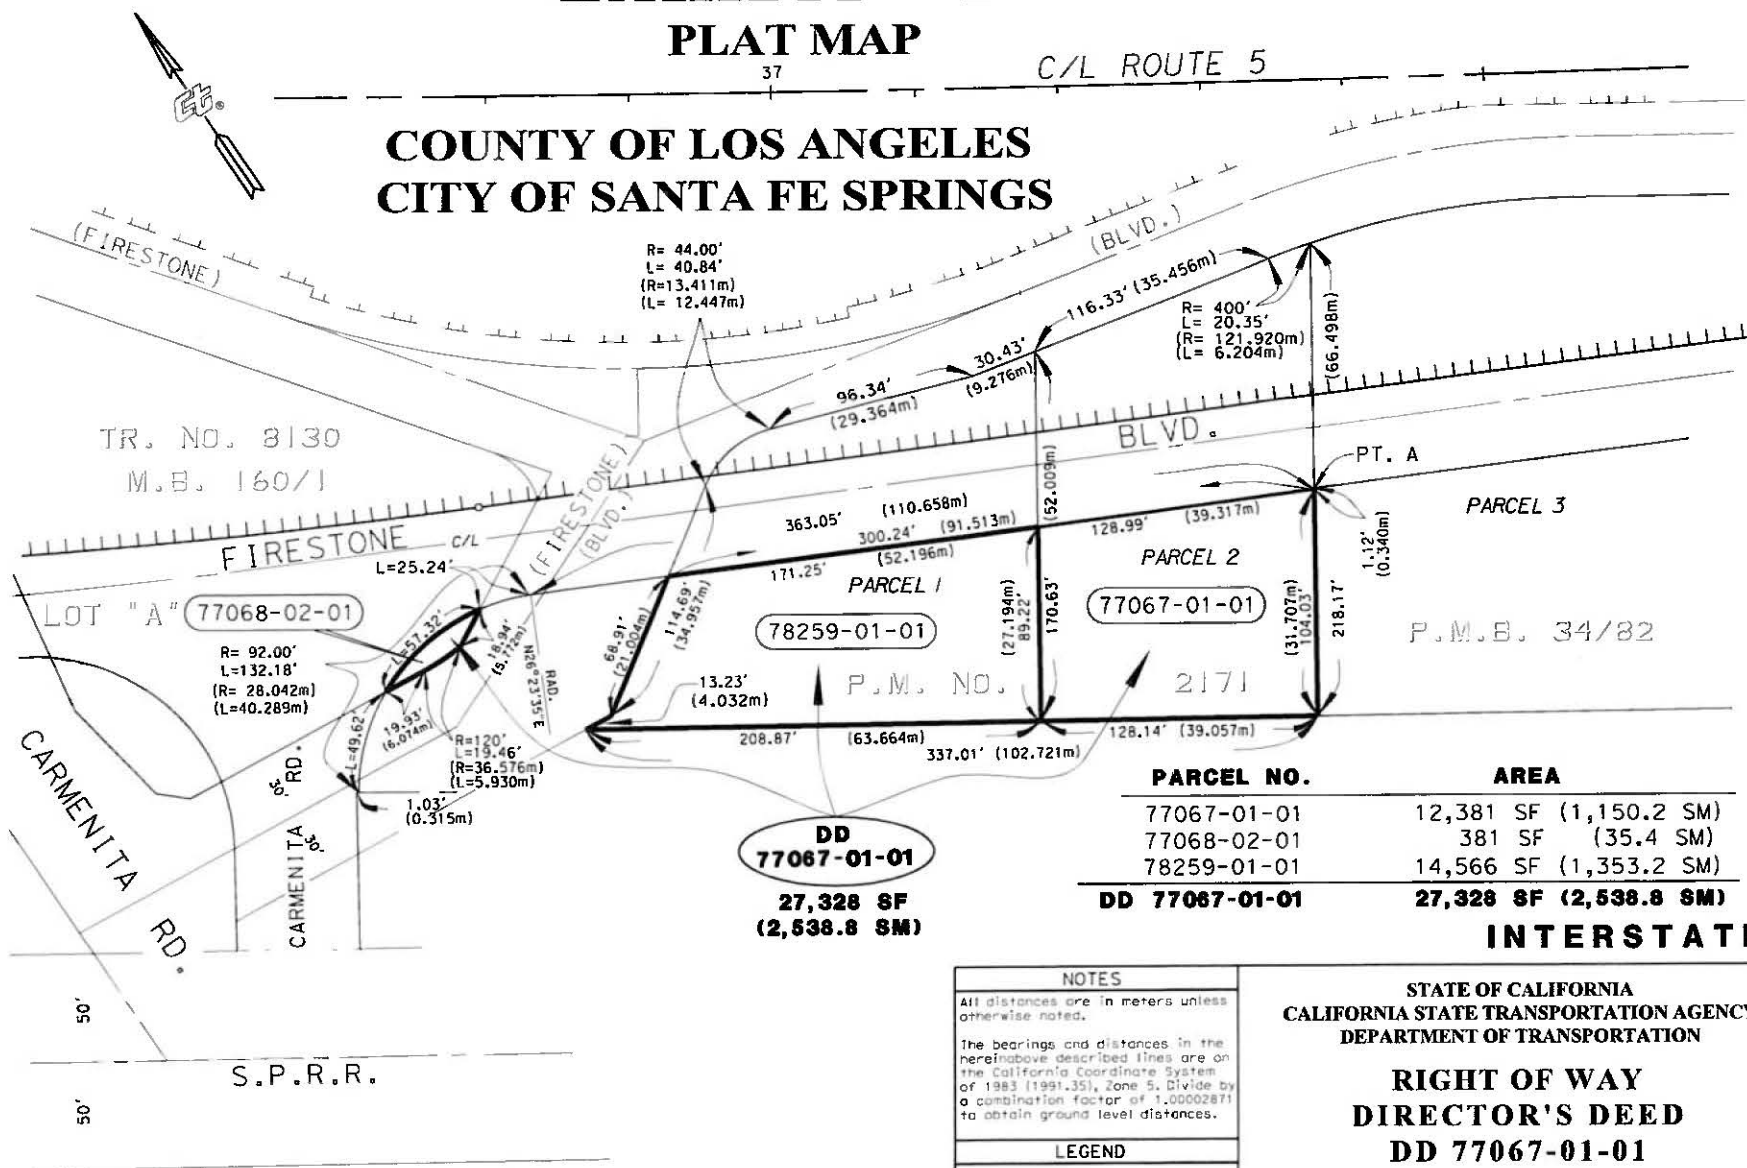 PLAT MAP
37
C/L ROUTE 5
Ct.®
COUNTY OF LOS ANGELES
CITY OF SANTA FE SPRINGS
(FIRESTONE)
(BLVD.)
R= 44.00'
L= 40.84'
(R=13.411m)
(L= 12.447m)
116.33' (35.456m)
R= 400'
L= 20.35'
(R= 121.920m)
(L= 6.204m)
(66.498m)
30.43'
(9.276m)
96.34'
(29.364m)
TR. NO. 8130
M.B. 160/1
BLVD.
PT. A
(FIRESTONE)
(BLVD.)
(52.009m)
363.05' (110.658m)
300.24' (91.513m)
(52.196m)
171.25'
128.99' (39.317m)
PARCEL 3
1.12'
(0.340m)
FIRESTONE
C/L
L=25.24'
PARCEL 1
PARCEL 2
LOT "A"
77068-02-01
78259-01-01
77067-01-01
P.M.B. 34/82
L=57.32'
18.94'
(5.772m)
RAD.
N26°23'35"E
68.91'
(21.004m)
114.69'
(34.957m)
(27.194m)
89.22'
170.63'
(31.707m)
104.03'
218.17'
R= 92.00'
L=132.18'
(R= 28.042m)
(L=40.289m)
13.23'
(4.032m)
P.M. NO. 2171
L=49.62'
19.93'
(6.074m)
R=120'
L=19.46'
(R=36.576m)
(L=5.930m)
208.87' (63.664m)
128.14' (39.057m)
337.01' (102.721m)
CARMENITA RD.
30'
RD.
1.03'
(0.315m)
30'
CARMENITA
DD
77067-01-01
27,328 SF
(2,538.8 SM)
PARCEL NO. AREA
77067-01-01 12,381 SF (1,150.2 SM)
77068-02-01 381 SF (35.4 SM)
78259-01-01 14,566 SF (1,353.2 SM)
DD 77067-01-01 27,328 SF (2,538.8 SM)
INTERSTAT
50'
S.P.R.R.
50'
NOTES
All distances are in meters unless
otherwise noted.
The bearings and distances in the
hereinabove described lines are on
the California Coordinate System
of 1983 (1991.35), Zone 5. Divide by
a combination factor of 1.00002871
to obtain ground level distances.
LEGEND
STATE OF CALIFORNIA
CALIFORNIA STATE TRANSPORTATION AGENCY
DEPARTMENT OF TRANSPORTATION
RIGHT OF WAY
DIRECTOR'S DEED
DD 77067-01-01